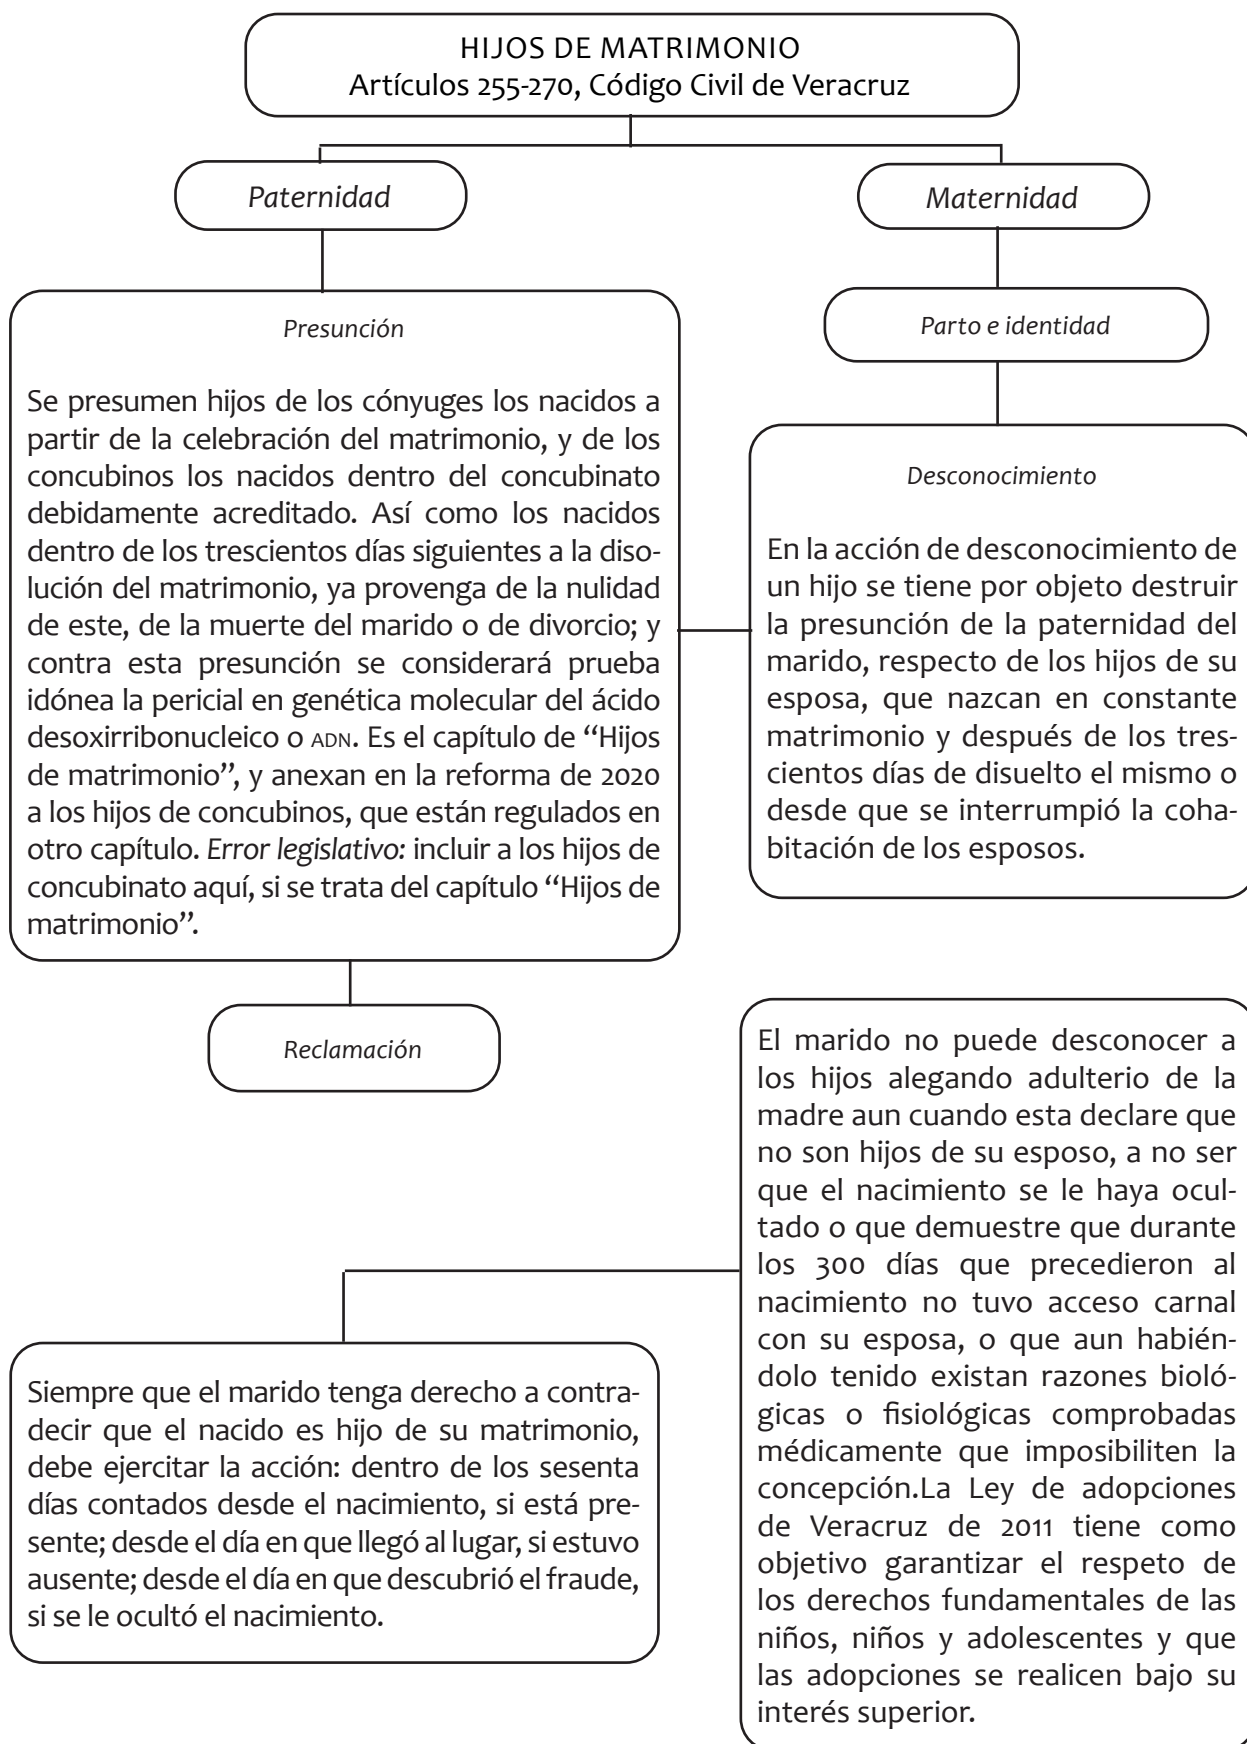 HIJOS DE MATRIMONIO
Artículos 255-270, Código Civil de Veracruz
Paternidad
Maternidad
Presunción
Se presumen hijos de los cónyuges los nacidos a
partir de la celebración del matrimonio, y de los
concubinos los nacidos dentro del concubinato
debidamente acreditado. Así como los nacidos
dentro de los trescientos días siguientes a la diso-
lución del matrimonio, ya provenga de la nulidad
de este, de la muerte del marido o de divorcio; y
contra esta presunción se considerará prueba
idónea la pericial en genética molecular del ácido
desoxirribonucleico o ADN. Es el capítulo de “Hijos
de matrimonio”, y anexan en la reforma de 2020
a los hijos de concubinos, que están regulados en
otro capítulo. Error legislativo: incluir a los hijos de
concubinato aquí, si se trata del capítulo “Hijos de
matrimonio”.
Parto e identidad
Desconocimiento
En la acción de desconocimiento de
un hijo se tiene por objeto destruir
la presunción de la paternidad del
marido, respecto de los hijos de su
esposa, que nazcan en constante
matrimonio y después de los tres-
cientos días de disuelto el mismo o
desde que se interrumpió la coha-
bitación de los esposos.
Reclamación
El marido no puede desconocer a
los hijos alegando adulterio de la
madre aun cuando esta declare que
no son hijos de su esposo, a no ser
que el nacimiento se le haya ocul-
tado o que demuestre que durante
los 300 días que precedieron al
nacimiento no tuvo acceso carnal
con su esposa, o que aun habién-
dolo tenido existan razones bioló-
gicas o fisiológicas comprobadas
médicamente que imposibiliten la
concepción.La Ley de adopciones
de Veracruz de 2011 tiene como
objetivo garantizar el respeto de
los derechos fundamentales de las
niños, niños y adolescentes y que
las adopciones se realicen bajo su
interés superior.
Siempre que el marido tenga derecho a contra-
decir que el nacido es hijo de su matrimonio,
debe ejercitar la acción: dentro de los sesenta
días contados desde el nacimiento, si está pre-
sente; desde el día en que llegó al lugar, si estuvo
ausente; desde el día en que descubrió el fraude,
si se le ocultó el nacimiento.